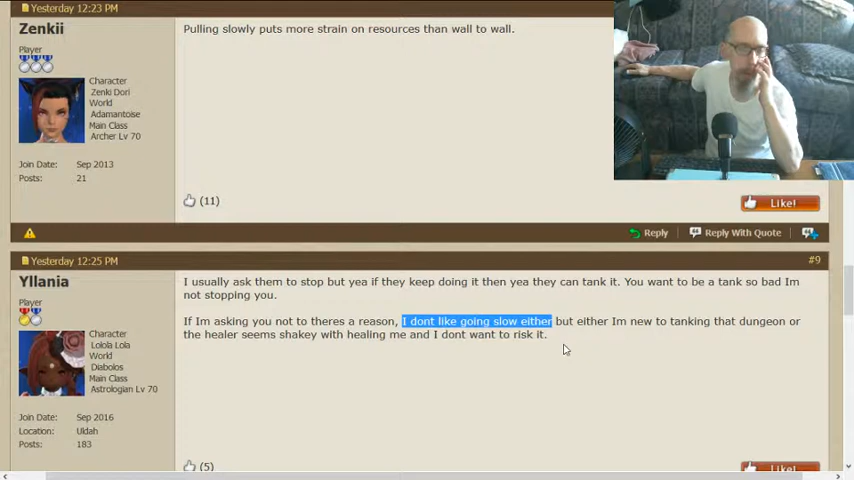 Yesterday 12:23 PM
Zenkii
Player
Character
Zenki Dori
World
Adamantoise
Main Class
Archer Lv 70
Join Date: Sep 2013
Posts: 21
Pulling slowly puts more strain on resources than wall to wall.
(11)
Like!
Reply
Reply With Quote
Yesterday 12:25 PM
#9
Yllania
Player
Character
Lolola Lola
World
Diabolos
Main Class
Astrologian Lv 70
Join Date: Sep 2016
Location: Uldah
Posts: 183
I usually ask them to stop but yea if they keep doing it then yea they can tank it. You want to be a tank so bad Im
not stopping you.
If Im asking you not to theres a reason, I dont like going slow either but either Im new to tanking that dungeon or
the healer seems shakey with healing me and I dont want to risk it.
(5)
Like!